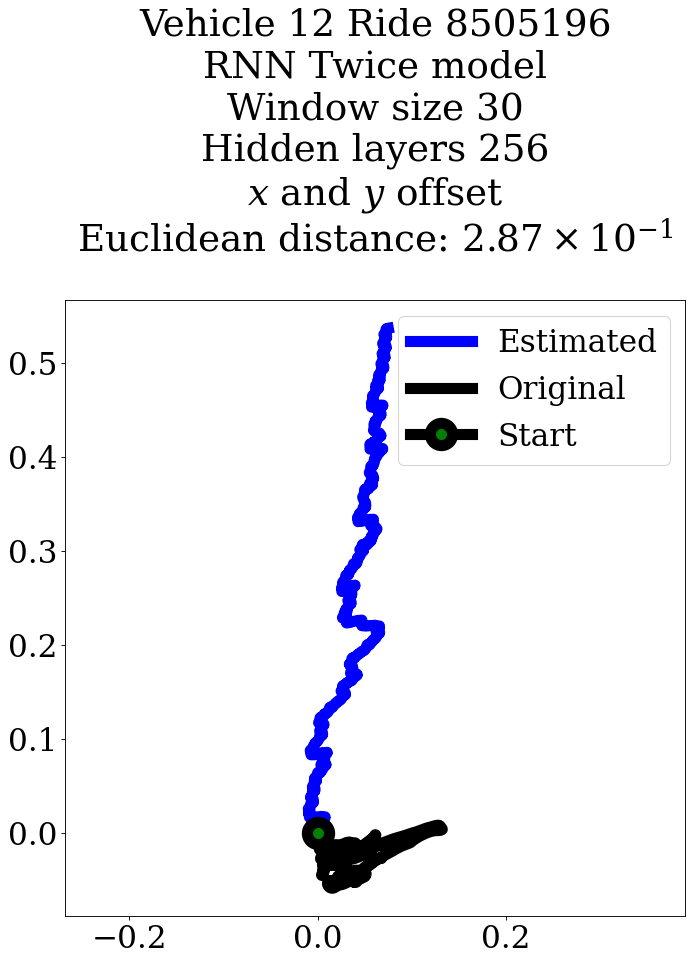 Vehicle 12 Ride 8505196
RNN Twice model
Window size 30
Hidden layers 256
x and y offset
Euclidean distance: 2.87 × 10⁻¹
Estimated
Original
Start
0.5
0.4
0.3
0.2
0.1
0.0
−0.2
0.0
0.2